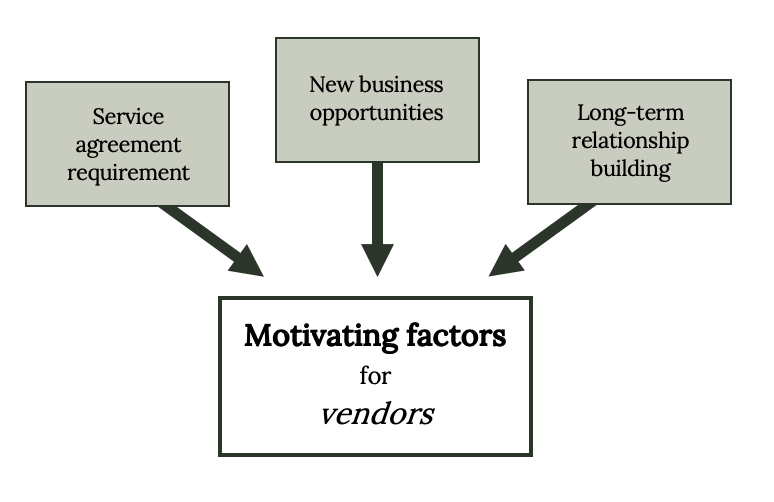 Service
agreement
requirement
New business
opportunities
Long-term
relationship
building
Motivating factors
for
vendors